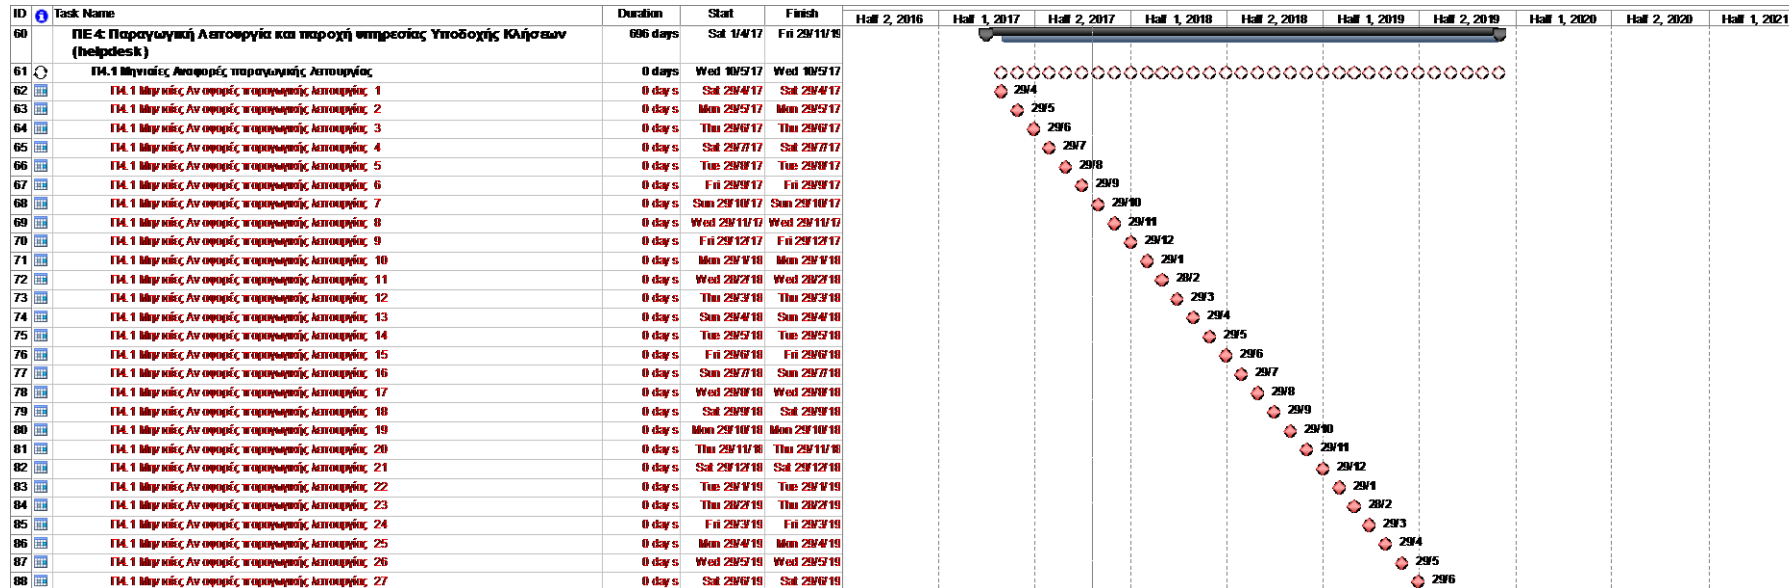 ID Task Name Duration Start Finish Half 2, 2016 Half 1, 2017 Half 2, 2017 Half 1, 2018 Half 2, 2018 Half 1, 2019 Half 2, 2019 Half 1, 2020 Half 2, 2020 Half 1, 2021
60 ΠΕ 4: Παραγωγική Λειτουργία και παροχή υπηρεσίας Υποδοχής Κλήσεων 696 days Sat 1/4/17 Fri 29/11/19
(helpdesk)
61 Π4.1 Μηνιαίες Αναφορές παραγωγικής λειτουργίας 0 days Wed 10/5/17 Wed 10/5/17
62 Π4.1 Μηνιαίες Αναφορές παραγωγικής λειτουργίας 1 0 days Sat 29/4/17 Sat 29/4/17 29/4
63 Π4.1 Μηνιαίες Αναφορές παραγωγικής λειτουργίας 2 0 days Mon 29/5/17 Mon 29/5/17 29/5
64 Π4.1 Μηνιαίες Αναφορές παραγωγικής λειτουργίας 3 0 days Thu 29/6/17 Thu 29/6/17 29/6
65 Π4.1 Μηνιαίες Αναφορές παραγωγικής λειτουργίας 4 0 days Sat 29/7/17 Sat 29/7/17 29/7
66 Π4.1 Μηνιαίες Αναφορές παραγωγικής λειτουργίας 5 0 days Tue 29/8/17 Tue 29/8/17 29/8
67 Π4.1 Μηνιαίες Αναφορές παραγωγικής λειτουργίας 6 0 days Fri 29/9/17 Fri 29/9/17 29/9
68 Π4.1 Μηνιαίες Αναφορές παραγωγικής λειτουργίας 7 0 days Sun 29/10/17 Sun 29/10/17 29/10
69 Π4.1 Μηνιαίες Αναφορές παραγωγικής λειτουργίας 8 0 days Wed 29/11/17 Wed 29/11/17 29/11
70 Π4.1 Μηνιαίες Αναφορές παραγωγικής λειτουργίας 9 0 days Fri 29/12/17 Fri 29/12/17 29/12
71 Π4.1 Μηνιαίες Αναφορές παραγωγικής λειτουργίας 10 0 days Mon 29/1/18 Mon 29/1/18 29/1
72 Π4.1 Μηνιαίες Αναφορές παραγωγικής λειτουργίας 11 0 days Wed 28/2/18 Wed 28/2/18 28/2
73 Π4.1 Μηνιαίες Αναφορές παραγωγικής λειτουργίας 12 0 days Thu 29/3/18 Thu 29/3/18 29/3
74 Π4.1 Μηνιαίες Αναφορές παραγωγικής λειτουργίας 13 0 days Sun 29/4/18 Sun 29/4/18 29/4
75 Π4.1 Μηνιαίες Αναφορές παραγωγικής λειτουργίας 14 0 days Tue 29/5/18 Tue 29/5/18 29/5
76 Π4.1 Μηνιαίες Αναφορές παραγωγικής λειτουργίας 15 0 days Fri 29/6/18 Fri 29/6/18 29/6
77 Π4.1 Μηνιαίες Αναφορές παραγωγικής λειτουργίας 16 0 days Sun 29/7/18 Sun 29/7/18 29/7
78 Π4.1 Μηνιαίες Αναφορές παραγωγικής λειτουργίας 17 0 days Wed 29/8/18 Wed 29/8/18 29/8
79 Π4.1 Μηνιαίες Αναφορές παραγωγικής λειτουργίας 18 0 days Sat 29/9/18 Sat 29/9/18 29/9
80 Π4.1 Μηνιαίες Αναφορές παραγωγικής λειτουργίας 19 0 days Mon 29/10/18 Mon 29/10/18 29/10
81 Π4.1 Μηνιαίες Αναφορές παραγωγικής λειτουργίας 20 0 days Thu 29/11/18 Thu 29/11/18 29/11
82 Π4.1 Μηνιαίες Αναφορές παραγωγικής λειτουργίας 21 0 days Sat 29/12/18 Sat 29/12/18 29/12
83 Π4.1 Μηνιαίες Αναφορές παραγωγικής λειτουργίας 22 0 days Tue 29/1/19 Tue 29/1/19 29/1
84 Π4.1 Μηνιαίες Αναφορές παραγωγικής λειτουργίας 23 0 days Thu 28/2/19 Thu 28/2/19 28/2
85 Π4.1 Μηνιαίες Αναφορές παραγωγικής λειτουργίας 24 0 days Fri 29/3/19 Fri 29/3/19 29/3
86 Π4.1 Μηνιαίες Αναφορές παραγωγικής λειτουργίας 25 0 days Mon 29/4/19 Mon 29/4/19 29/4
87 Π4.1 Μηνιαίες Αναφορές παραγωγικής λειτουργίας 26 0 days Wed 29/5/19 Wed 29/5/19 29/5
88 Π4.1 Μηνιαίες Αναφορές παραγωγικής λειτουργίας 27 0 days Sat 29/6/19 Sat 29/6/19 29/6